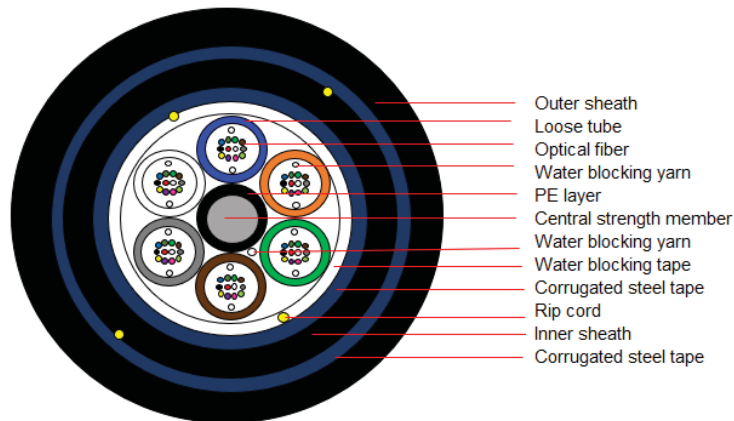 Outer sheath
Loose tube
Optical fiber
Water blocking yarn
PE layer
Central strength member
Water blocking yarn
Water blocking tape
Corrugated steel tape
Rip cord
Inner sheath
Corrugated steel tape